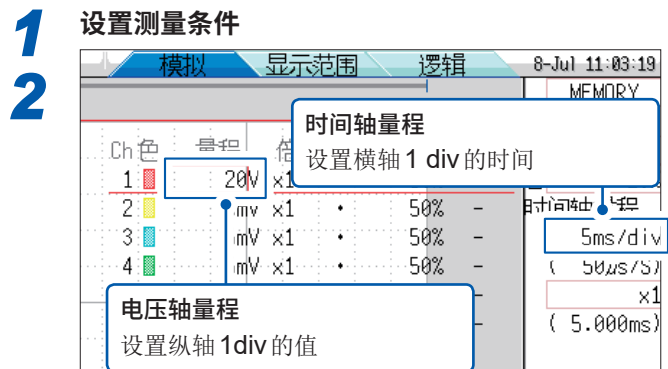 1 设置测量条件
2
模拟 显示范围 逻辑 8-Jul 11:03:19
MEMORY
时间轴量程
设置横轴 1 div 的时间
Ch 色 量程
1 20V x1
2 mV x1 • 50% -
3 mV x1 • 50% -
4 mV x1 • 50% -
5ms/div
( 50µs/S)
x1
( 5.000ms)
电压轴量程
设置纵轴 1div 的值